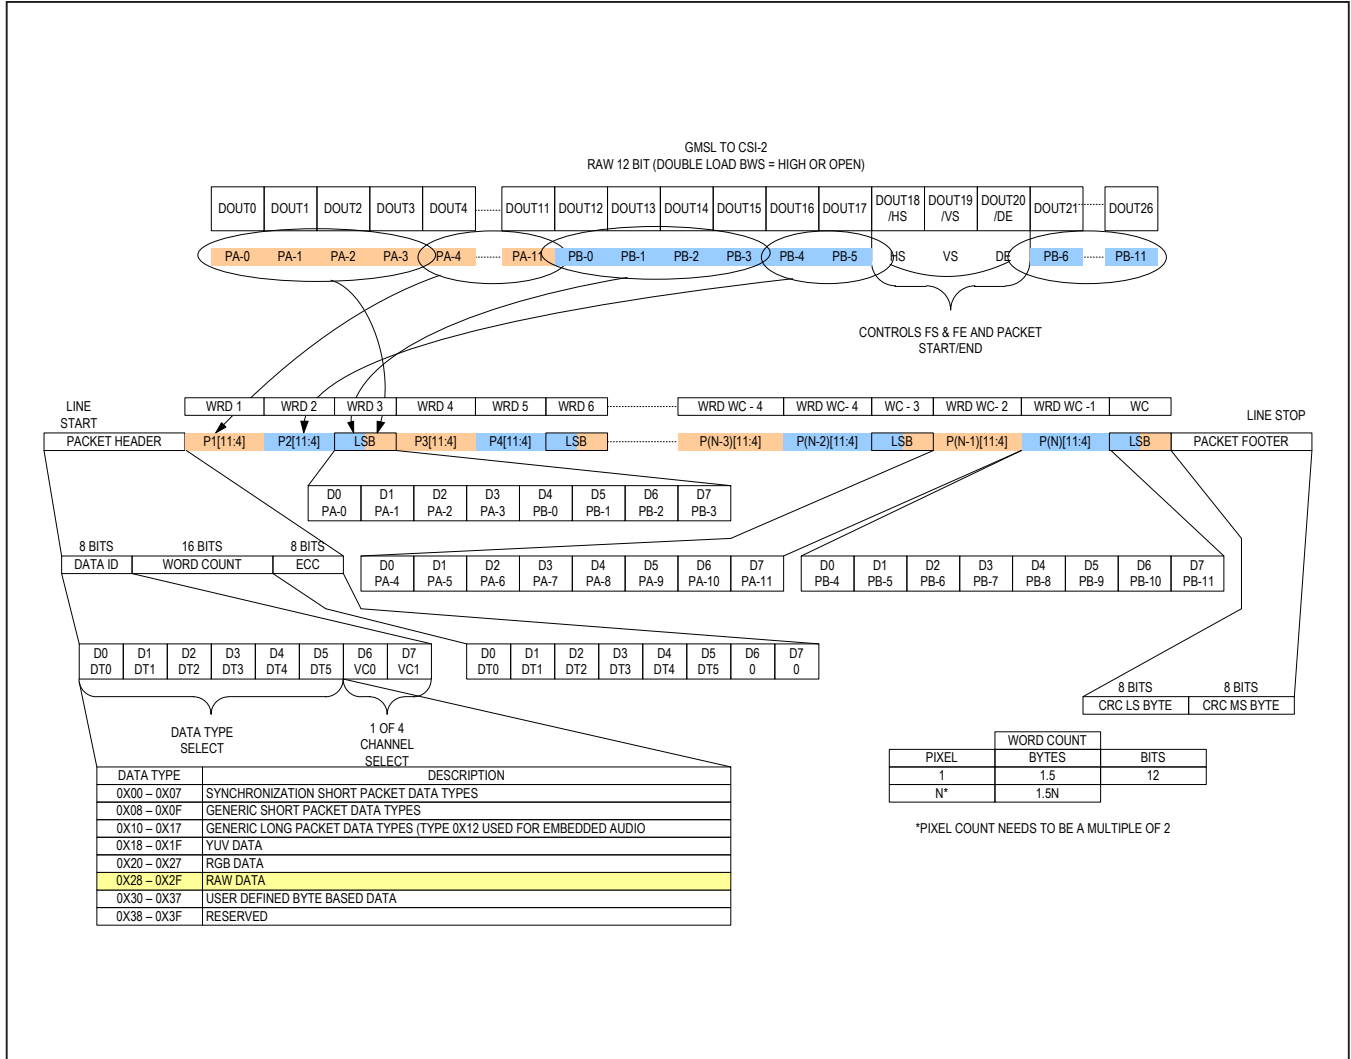 GMSL TO CSI-2
RAW 12 BIT (DOUBLE LOAD BWS = HIGH OR OPEN)
DOUT0 DOUT1 DOUT2 DOUT3 DOUT4 DOUT11 DOUT12 DOUT13 DOUT14 DOUT15 DOUT16 DOUT17 DOUT18 /HS DOUT19 /VS DOUT20 /DE DOUT21 DOUT26
PA-0 PA-1 PA-2 PA-3 PA-4 PA-11 PB-0 PB-1 PB-2 PB-3 PB-4 PB-5 HS VS DE PB-6 PB-11
CONTROLS FS & FE AND PACKET
START/END
LINE
START
WRD 1 WRD 2 WRD 3 WRD 4 WRD 5 WRD 6 WRD WC - 4 WRD WC- 4 WC - 3 WRD WC- 2 WRD WC -1 WC
LINE STOP
PACKET HEADER P1[11:4] P2[11:4] LSB P3[11:4] P4[11:4] LSB P(N-3)[11:4] P(N-2)[11:4] LSB P(N-1)[11:4] P(N)[11:4] LSB PACKET FOOTER
D0 D1 D2 D3 D4 D5 D6 D7
PA-0 PA-1 PA-2 PA-3 PB-0 PB-1 PB-2 PB-3
8 BITS 16 BITS 8 BITS
DATA ID WORD COUNT ECC
D0 D1 D2 D3 D4 D5 D6 D7
PA-4 PA-5 PA-6 PA-7 PA-8 PA-9 PA-10 PA-11
D0 D1 D2 D3 D4 D5 D6 D7
PB-4 PB-5 PB-6 PB-7 PB-8 PB-9 PB-10 PB-11
D0 D1 D2 D3 D4 D5 D6 D7
DT0 DT1 DT2 DT3 DT4 DT5 VC0 VC1
D0 D1 D2 D3 D4 D5 D6 D7
DT0 DT1 DT2 DT3 DT4 DT5 0 0
DATA TYPE
SELECT
1 OF 4
CHANNEL
SELECT
8 BITS 8 BITS
CRC LS BYTE CRC MS BYTE
WORD COUNT
PIXEL BYTES BITS
1 1.5 12
N* 1.5N
*PIXEL COUNT NEEDS TO BE A MULTIPLE OF 2
DATA TYPE DESCRIPTION
0X00 – 0X07 SYNCHRONIZATION SHORT PACKET DATA TYPES
0X08 – 0X0F GENERIC SHORT PACKET DATA TYPES
0X10 – 0X17 GENERIC LONG PACKET DATA TYPES (TYPE 0X12 USED FOR EMBEDDED AUDIO
0X18 – 0X1F YUV DATA
0X20 – 0X27 RGB DATA
0X28 – 0X2F RAW DATA
0X30 – 0X37 USER DEFINED BYTE BASED DATA
0X38 – 0X3F RESERVED